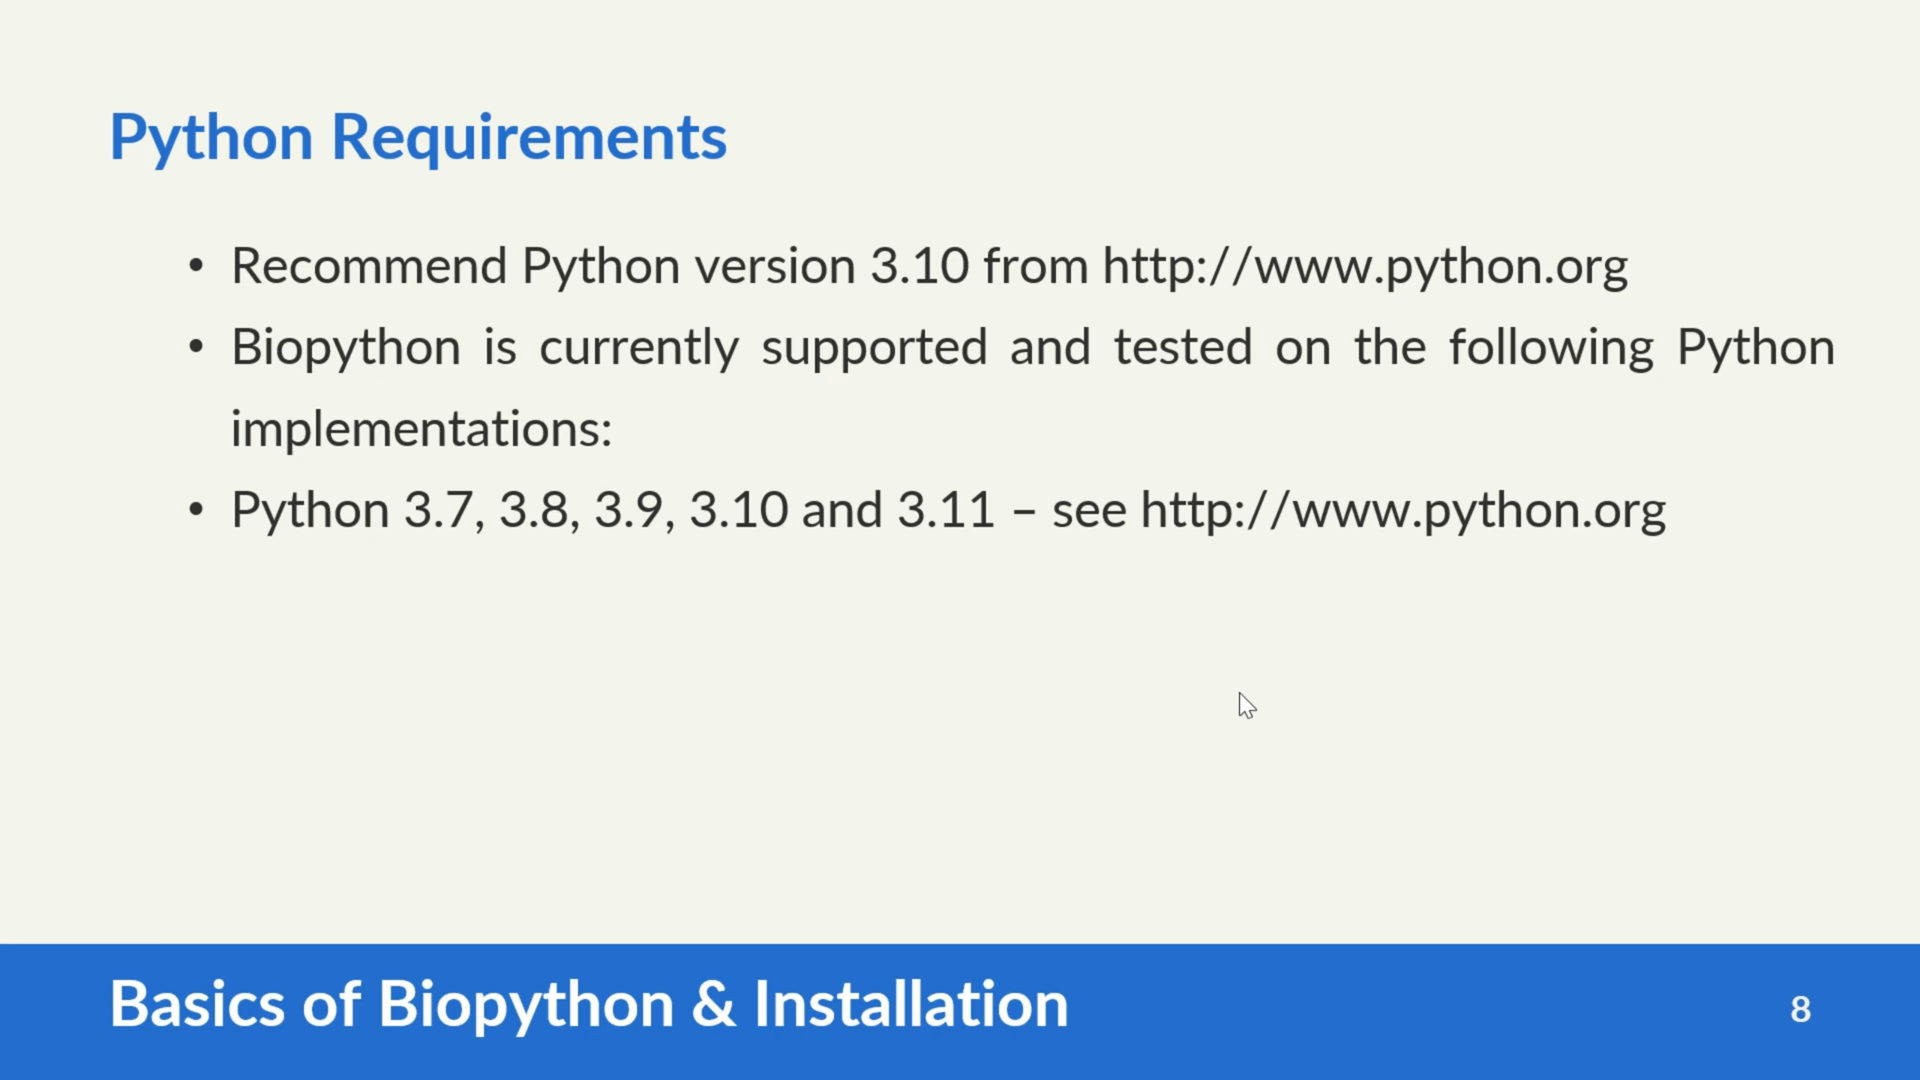 Python Requirements
• Recommend Python version 3.10 from http://www.python.org
• Biopython is currently supported and tested on the following Python
implementations:
• Python 3.7, 3.8, 3.9, 3.10 and 3.11 – see http://www.python.org
Basics of Biopython & Installation
8